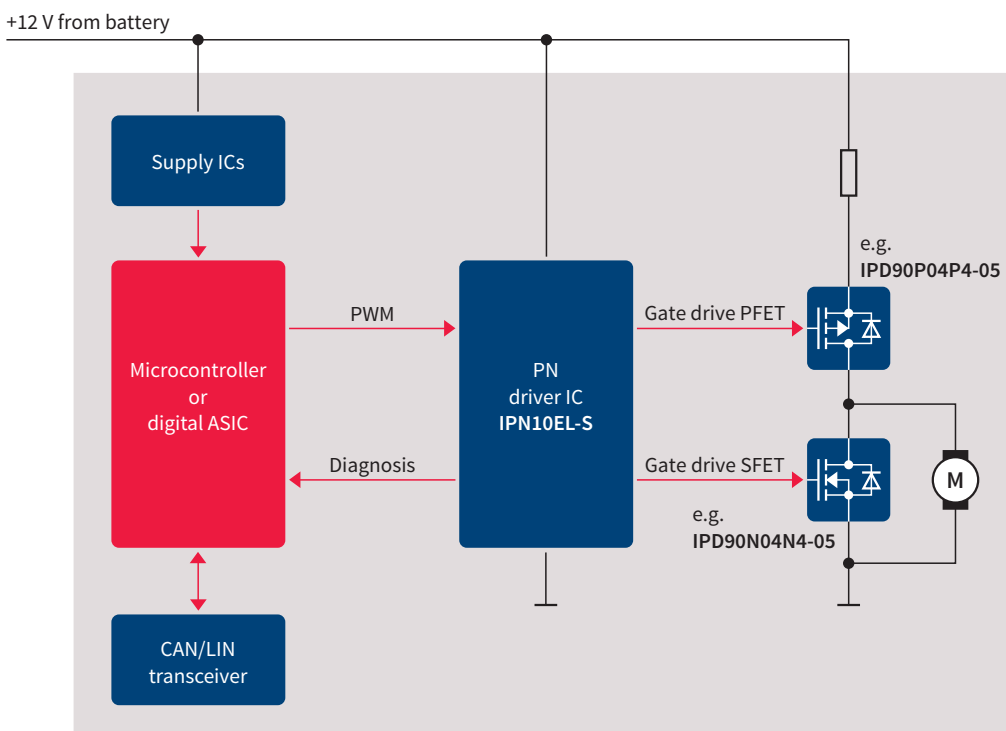 +12 V from battery
Supply ICs
e.g.
IPD90P04P4-05
PWM
Gate drive PFET
Microcontroller
or
digital ASIC
PN
driver IC
IPN10EL-S
Diagnosis
Gate drive SFET
M
e.g.
IPD90N04N4-05
CAN/LIN
transceiver